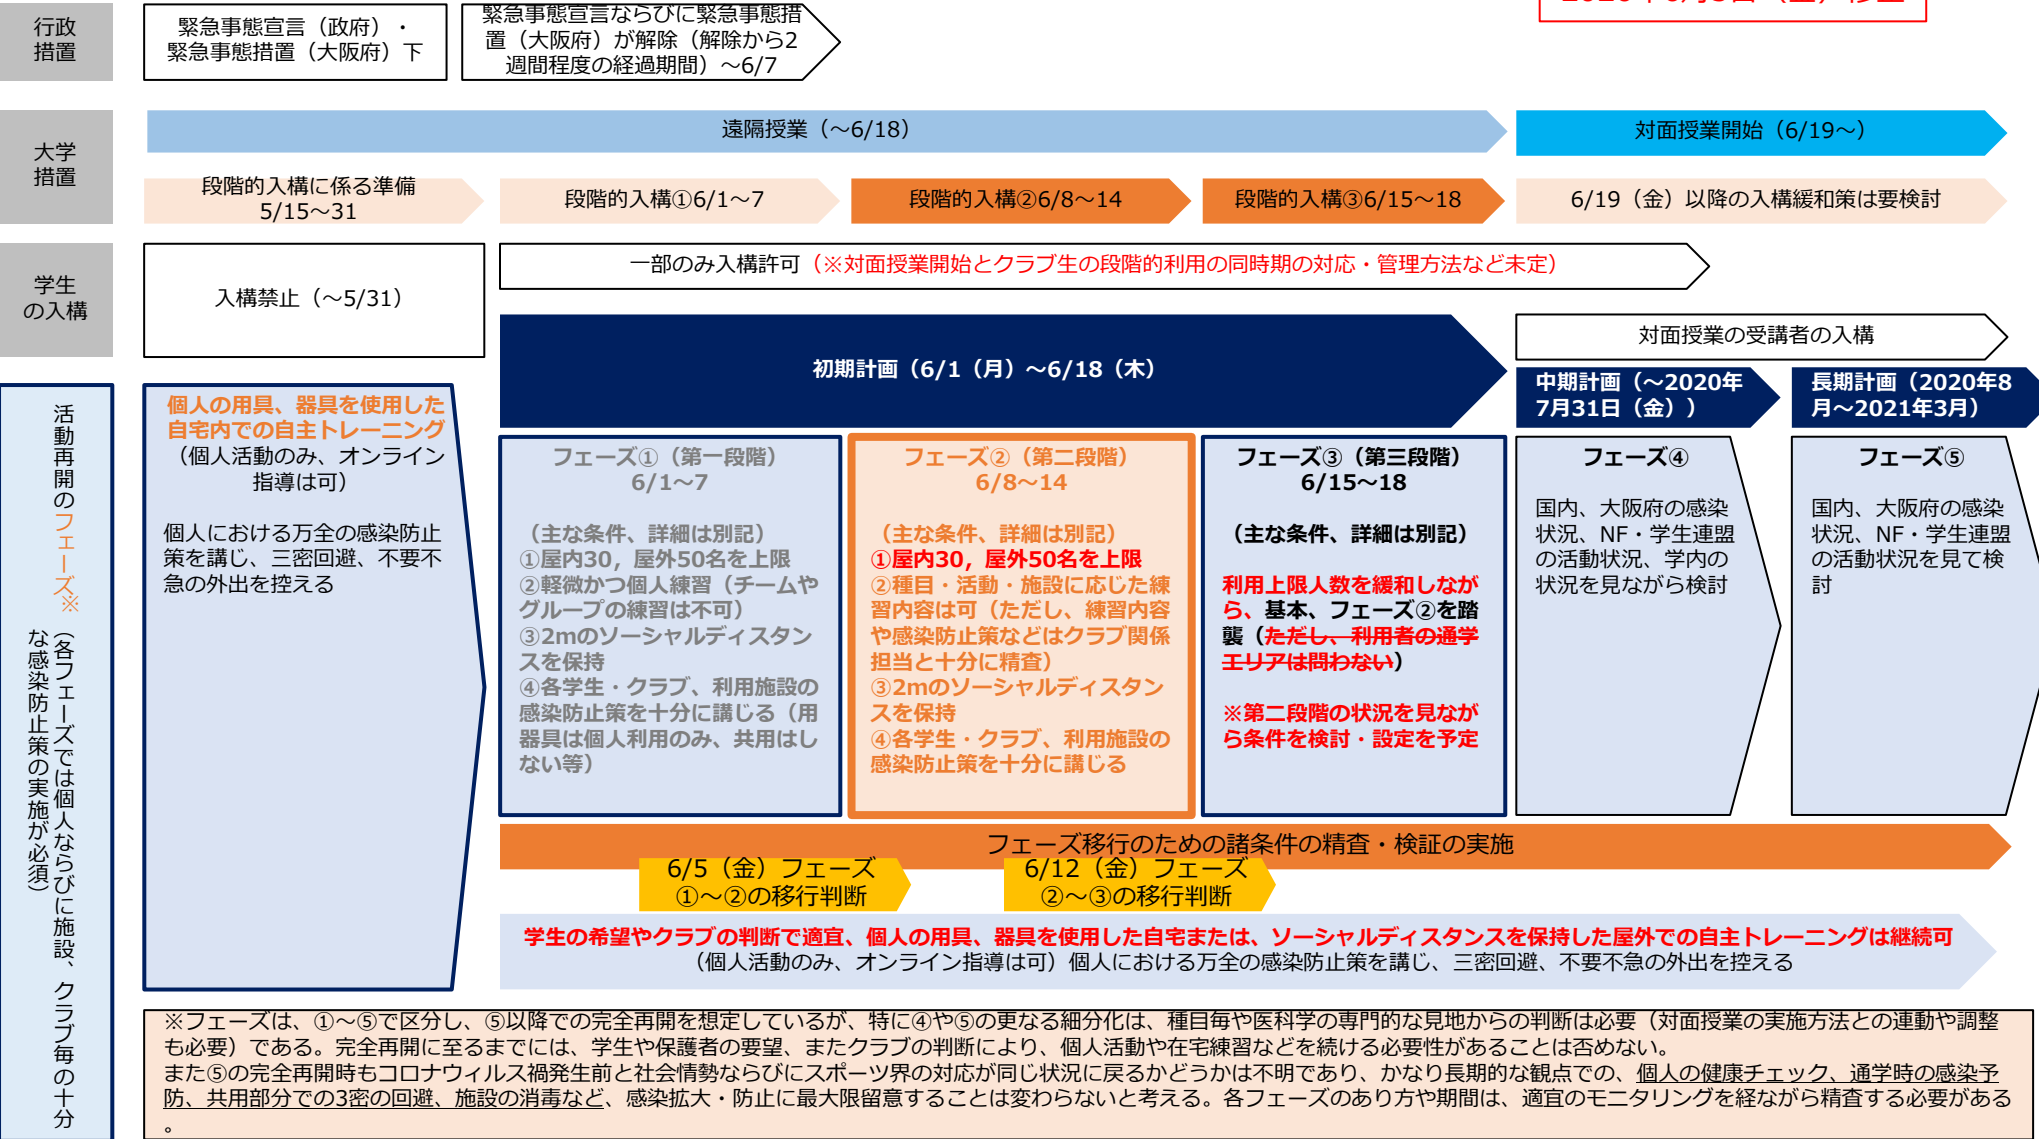 行政
措置
緊急事態宣言（政府）・
緊急事態措置（大阪府）下
緊急事態宣言ならびに緊急事態措
置（大阪府）が解除（解除から2
週間程度の経過期間）～6/7
大学
措置
遠隔授業（～6/18）
対面授業開始（6/19～）
段階的入構に係る準備
5/15～31
段階的入構①6/1～7
段階的入構②6/8～14
段階的入構③6/15～18
6/19（金）以降の入構緩和策は要検討
学生
の入構
入構禁止（～5/31）
一部のみ入構許可（※対面授業開始とクラブ生の段階的利用の同時期の対応・管理方法など未定）
対面授業の受講者の入構
初期計画（6/1（月）～6/18（木）
中期計画（～2020年
7月31日（金））
長期計画（2020年8
月～2021年3月）
活動再開のフェーズ※
（各フェーズでは個人ならびに施設、クラブ毎の十分
な感染防止策の実施が必須）
個人の用具、器具を使用した
自宅内での自主トレーニング
（個人活動のみ、オンライン
指導は可）
個人における万全の感染防止
策を講じ、三密回避、不要不
急の外出を控える
フェーズ①（第一段階）
6/1～7
（主な条件、詳細は別記）
①屋内30，屋外50名を上限
②軽微かつ個人練習（チームや
グループの練習は不可）
③2mのソーシャルディスタン
スを保持
④各学生・クラブ、利用施設の
感染防止策を十分に講じる（用
器具は個人利用のみ、共用はし
ない等）
フェーズ②（第二段階）
6/8～14
（主な条件、詳細は別記）
①屋内30，屋外50名を上限
②種目・活動・施設に応じた練
習内容は可（ただし、練習内容
や感染防止策などはクラブ関係
担当と十分に精査）
③2mのソーシャルディスタン
スを保持
④各学生・クラブ、利用施設の
感染防止策を十分に講じる
フェーズ③（第三段階）
6/15～18
（主な条件、詳細は別記）
利用上限人数を緩和しなが
ら、基本、フェーズ②を踏
襲（ただし、利用者の通学
エリアは問わない）
※第二段階の状況を見なが
ら条件を検討・設定を予定
フェーズ④
国内、大阪府の感染
状況、NF・学生連盟
の活動状況、学内の
状況を見ながら検討
フェーズ⑤
国内、大阪府の感染
状況、NF・学生連盟
の活動状況を見て検
討
フェーズ移行のための諸条件の精査・検証の実施
6/5（金）フェーズ
①～②の移行判断
6/12（金）フェーズ
②～③の移行判断
学生の希望やクラブの判断で適宜、個人の用具、器具を使用した自宅または、ソーシャルディスタンスを保持した屋外での自主トレーニングは継続可
（個人活動のみ、オンライン指導は可）個人における万全の感染防止策を講じ、三密回避、不要不急の外出を控える
※フェーズは、①～⑤で区分し、⑤以降での完全再開を想定しているが、特に④や⑤の更なる細分化は、種目毎や医科学の専門的な見地からの判断は必要（対面授業の実施方法との連動や調整
も必要）である。完全再開に至るまでには、学生や保護者の要望、またクラブの判断により、個人活動や在宅練習などを続ける必要性があることは否めない。
また⑤の完全再開時もコロナウィルス禍発生前と社会情勢ならびにスポーツ界の対応が同じ状況に戻るかどうかは不明であり、かなり長期的な観点での、個人の健康チェック、通学時の感染予
防、共用部分での3密の回避、施設の消毒など、感染拡大・防止に最大限留意することは変わらないと考える。各フェーズのあり方や期間は、適宜のモニタリングを経ながら精査する必要がある
。